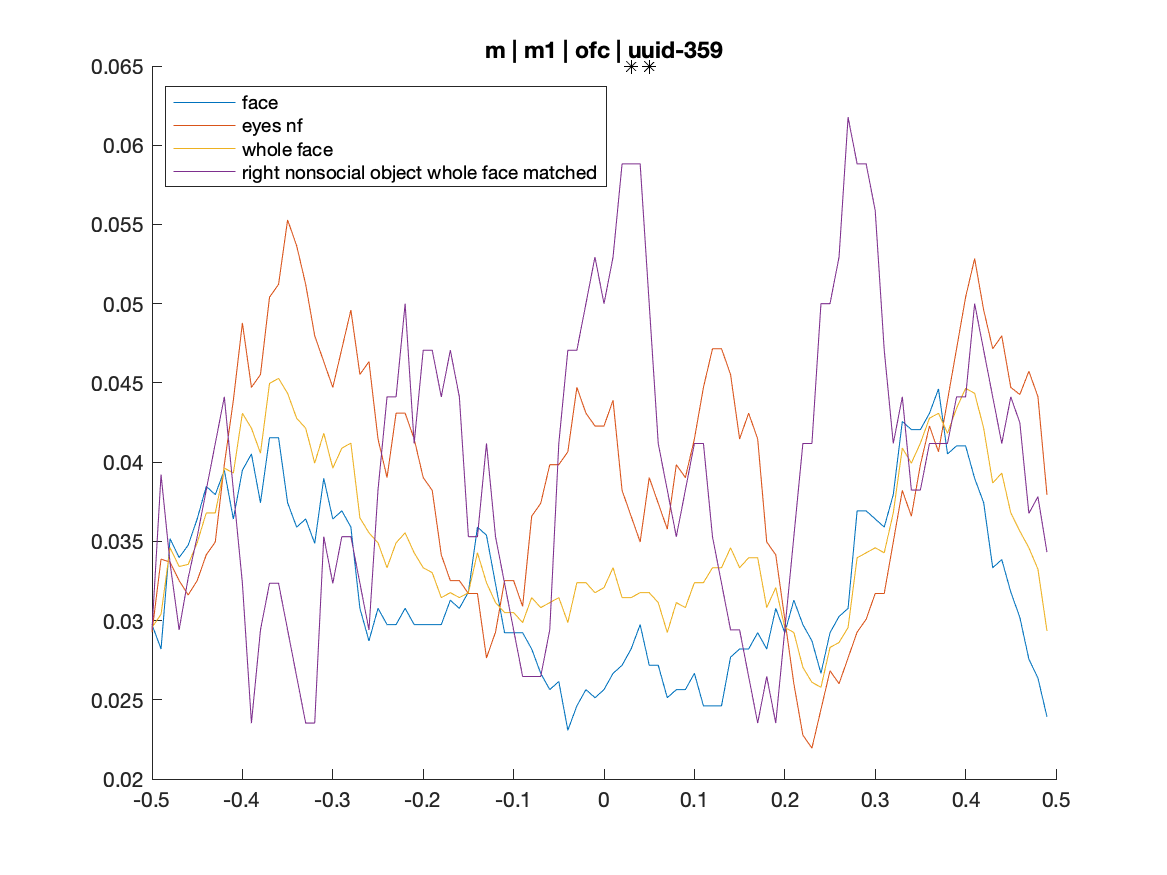 m | m1 | ofc | uuid-359
0.065
0.06
0.055
0.05
0.045
0.04
0.035
0.03
0.025
0.02
face
eyes nf
whole face
right nonsocial object whole face matched
-0.5 -0.4 -0.3 -0.2 -0.1 0 0.1 0.2 0.3 0.4 0.5